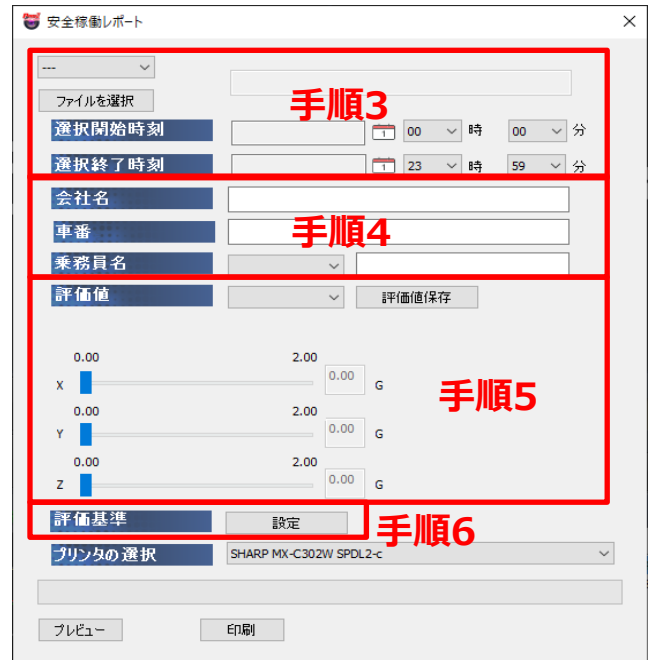 安全稼働レポート
---
ファイルを選択
手順3
選択開始時刻 1 00 時 00 分
選択終了時刻 1 23 時 59 分
会社名
車番
手順4
乗務員名
評価値 評価値保存
0.00 2.00
X 0.00 G
手順5
0.00 2.00
Y 0.00 G
0.00 2.00
Z 0.00 G
評価基準 設定
手順6
プリンタの選択 SHARP MX-C302W SPDL2-c
プレビュー 印刷